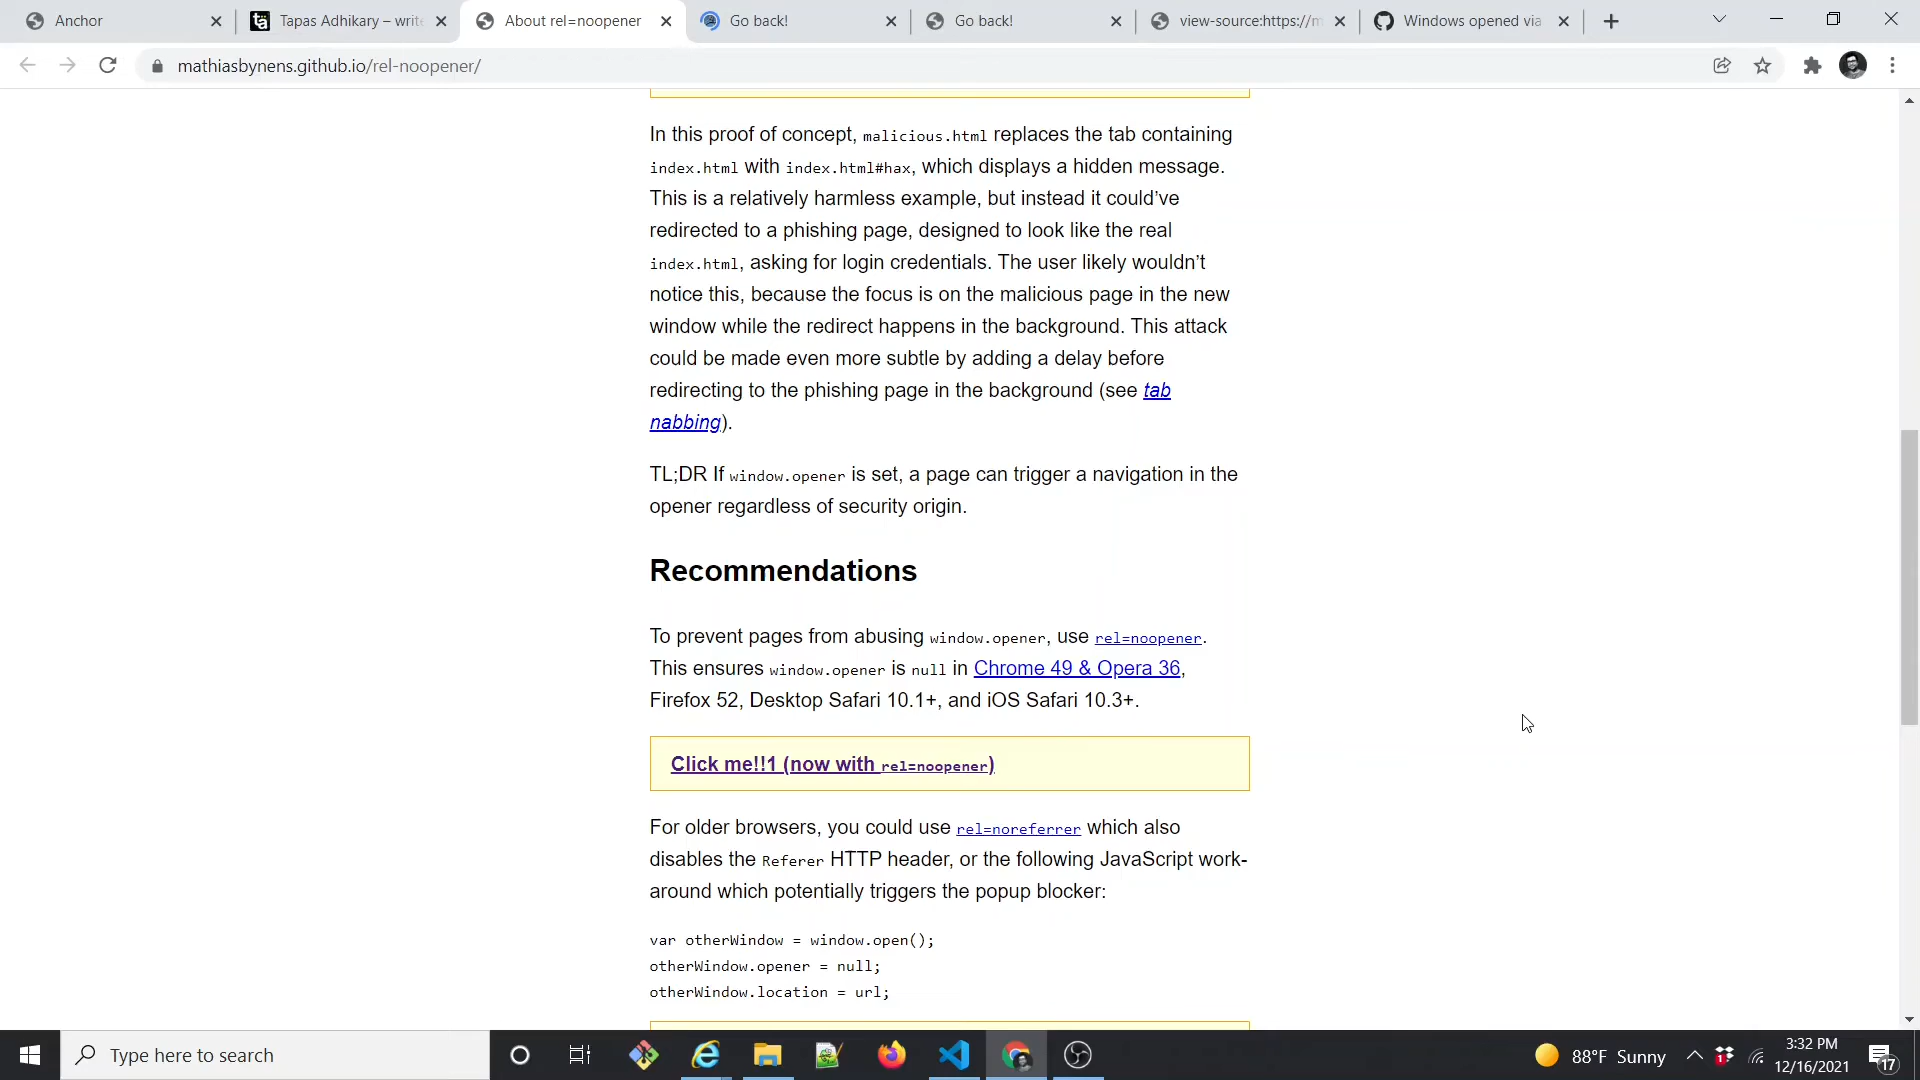 Anchor
Tapas Adhikary – write
About rel=noopener
Go back!
Go back!
view-source:https://m
Windows opened via
mathiasbynens.github.io/rel-noopener/
In this proof of concept, malicious.html replaces the tab containing
index.html with index.html#hax, which displays a hidden message.
This is a relatively harmless example, but instead it could’ve
redirected to a phishing page, designed to look like the real
index.html, asking for login credentials. The user likely wouldn’t
notice this, because the focus is on the malicious page in the new
window while the redirect happens in the background. This attack
could be made even more subtle by adding a delay before
redirecting to the phishing page in the background (see tab
nabbing).
TL;DR If window.opener is set, a page can trigger a navigation in the
opener regardless of security origin.
Recommendations
To prevent pages from abusing window.opener, use rel=noopener.
This ensures window.opener is null in Chrome 49 & Opera 36,
Firefox 52, Desktop Safari 10.1+, and iOS Safari 10.3+.
Click me!!1 (now with rel=noopener)
For older browsers, you could use rel=noreferrer which also
disables the Referer HTTP header, or the following JavaScript work-
around which potentially triggers the popup blocker:
var otherWindow = window.open();
otherWindow.opener = null;
otherWindow.location = url;
Type here to search
88°F Sunny
1
3:32 PM
12/16/2021
17